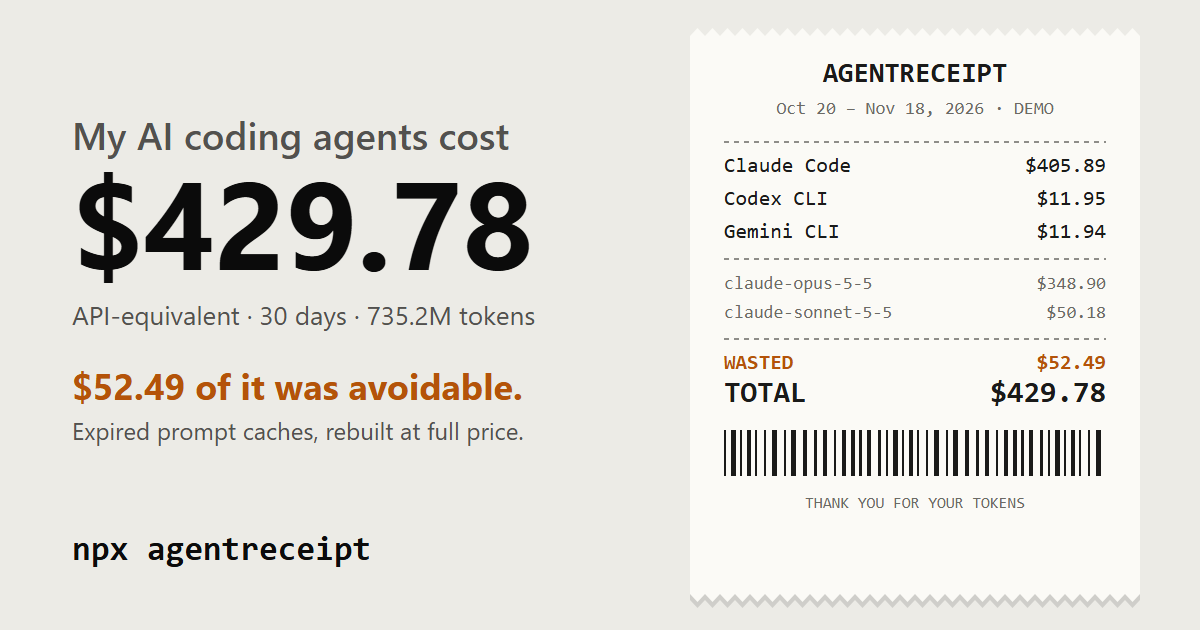 My AI coding agents cost
$429.78
API-equivalent · 30 days · 735.2M tokens
$52.49 of it was avoidable.
Expired prompt caches, rebuilt at full price.
npx agentreceipt
AGENTRECEIPT
Oct 20 – Nov 18, 2026 · DEMO
Claude Code $405.89
Codex CLI $11.95
Gemini CLI $11.94
claude-opus-5-5 $348.90
claude-sonnet-5-5 $50.18
WASTED $52.49
TOTAL $429.78
THANK YOU FOR YOUR TOKENS